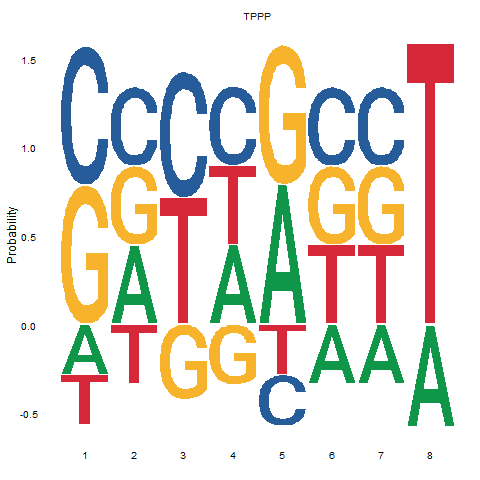 TPPP
Probability
1.5
1.0
0.5
0.0
-0.5
C C C C G C C T
G G T T A G G A
A A G A T T T
T T G C A A
1 2 3 4 5 6 7 8